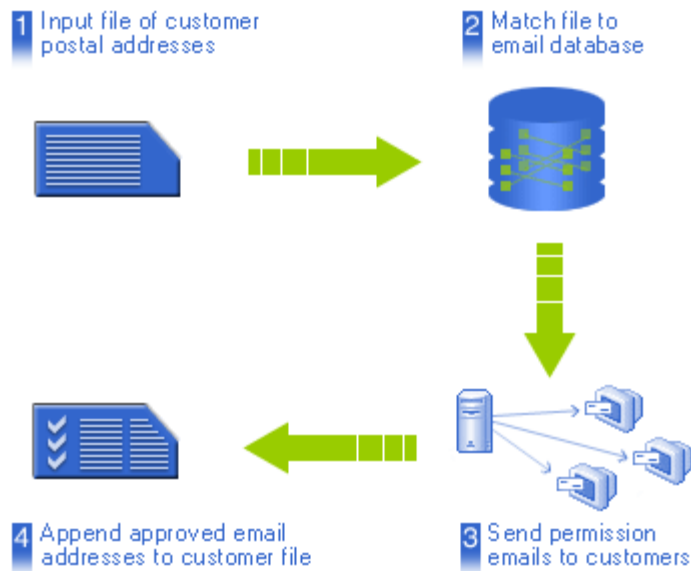 1 Input file of customer
postal addresses
2 Match file to
email database
3 Send permission
emails to customers
4 Append approved email
addresses to customer file